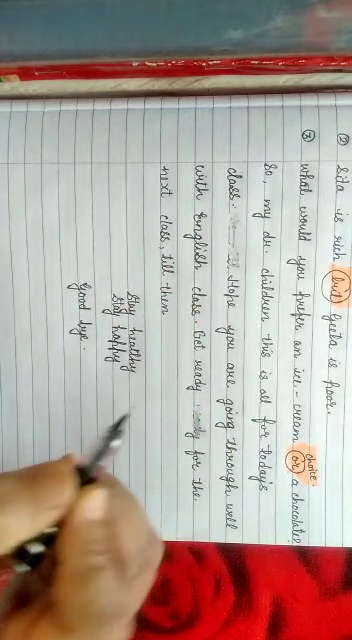 ② Sita is rich but Geeta is poor.
choice.
③ What would you prefer an ice-cream or a chocolate?
So, my dr. children this is all for today's
class. Hope you are going through well
with English class. Get ready for the
next class, till then
Stay healthy
Stay happy
Good bye.